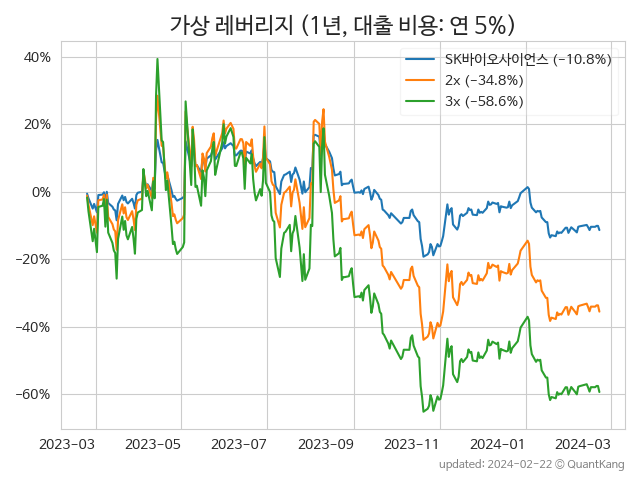 가상 레버리지 (1년, 대출 비용: 연 5%)
SK바이오사이언스 (−10.8%)
2x (−34.8%)
3x (−58.6%)
40%
20%
0%
−20%
−40%
−60%
2023−03 2023−05 2023−07 2023−09 2023−11 2024−01 2024−03
updated: 2024-02-22 © QuantKang